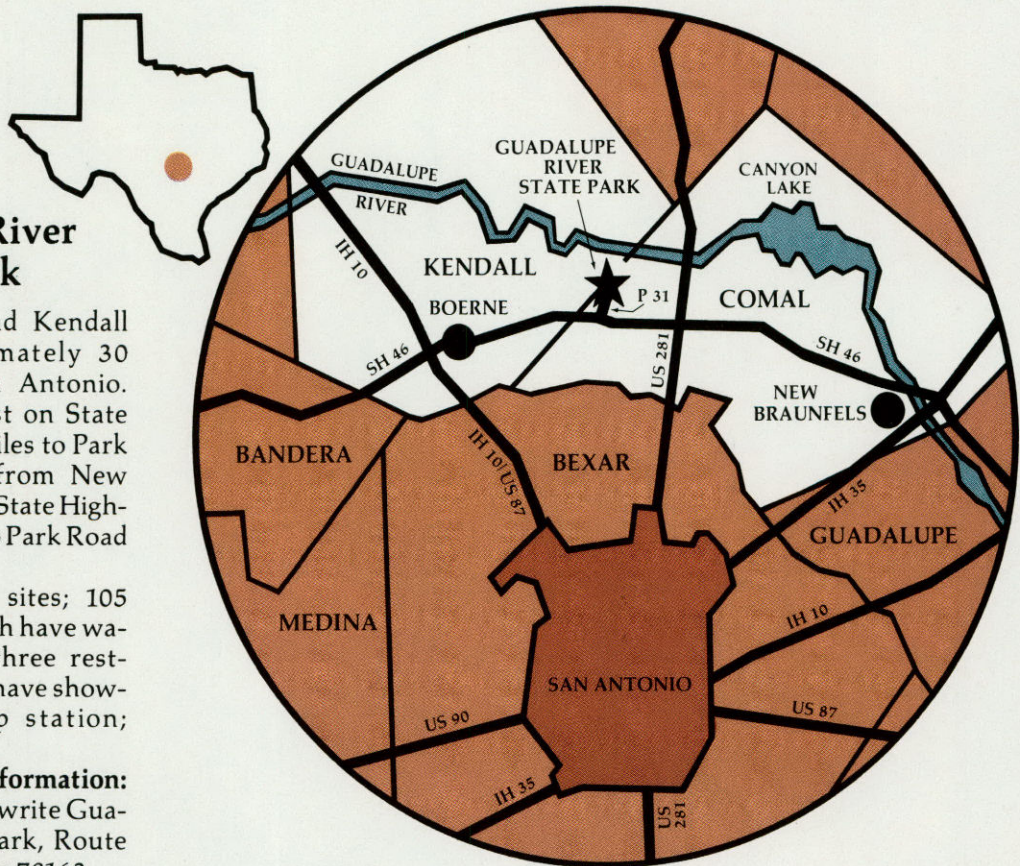 River
k
d Kendall
mately 30
Antonio.
st on State
iles to Park
from New
State High-
Park Road
sites; 105
h have wa-
hree rest-
have show-
p station;
formation:
write Gua-
ark, Route
78163
GUADALUPE
RIVER
GUADALUPE
RIVER
STATE PARK
CANYON
LAKE
IH 10
KENDALL
P 31
COMAL
BOERNE
SH 46
US 281
SH 46
NEW
BRAUNFELS
BANDERA
IH 10/US 87
BEXAR
IH 35
GUADALUPE
MEDINA
IH 10
SAN ANTONIO
US 90
US 87
IH 35
US
281